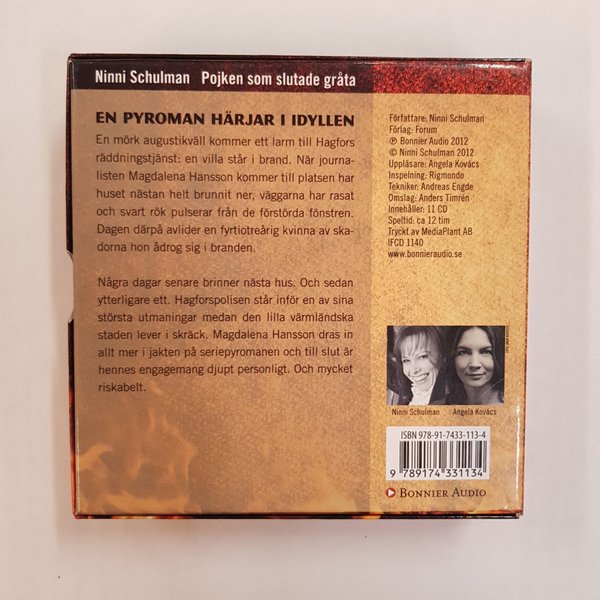 Ninni Schulman Pojken som slutade gråta
EN PYROMAN HÄRJAR I IDYLLEN
En mörk augustikväll kommer ett larm till Hagfors
räddningstjänst: en villa står i brand. När journa-
listen Magdalena Hansson kommer till platsen har
huset nästan helt brunnit ner, väggarna har rasat
och svart rök pulserar från de förstörda fönstren.
Dagen därpå avlider en fyrtiotreårig kvinna av ska-
dorna hon ådrog sig i branden.
Några dagar senare brinner nästa hus. Och sedan
ytterligare ett. Hagforspolisen står inför en av sina
största utmaningar medan den lilla värmländska
staden lever i skräck. Magdalena Hansson dras in
allt mer i jakten på seriepyromanen och till slut är
hennes engagemang djupt personligt. Och mycket
riskabelt.
Författare: Ninni Schulman
Förlag: Forum
℗ Bonnier Audio 2012
© Ninni Schulman 2012
Uppläsare: Angela Kovács
Inspelning: Rigmondo
Tekniker: Andreas Engde
Omslag: Anders Timrén
Innehåller: 11 CD
Speltid: ca 12 tim
Tryckt av MediaPlant AB
IFCD 1140
www.bonnieraudio.se
Ninni Schulman Angela Kovács
ISBN 978-91-7433-113-4
9 789174 331134
BONNIER AUDIO